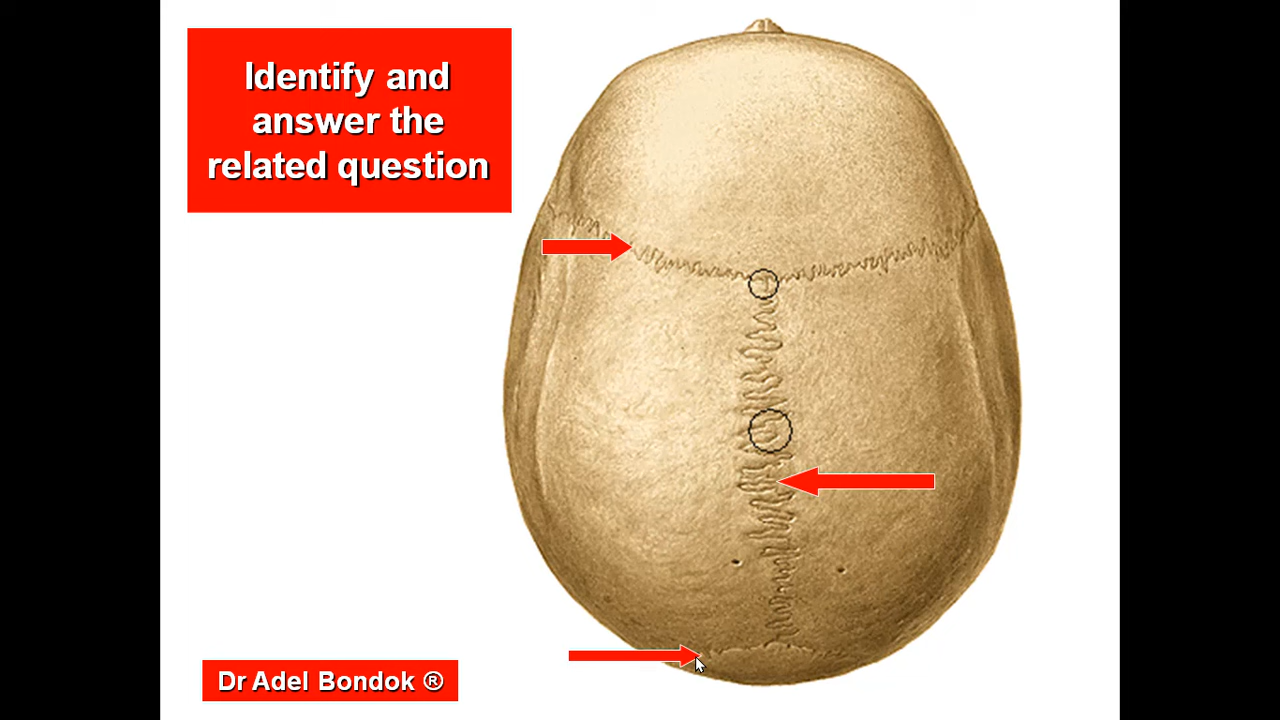 Identify and
answer the
related question
Dr Adel Bondok ®